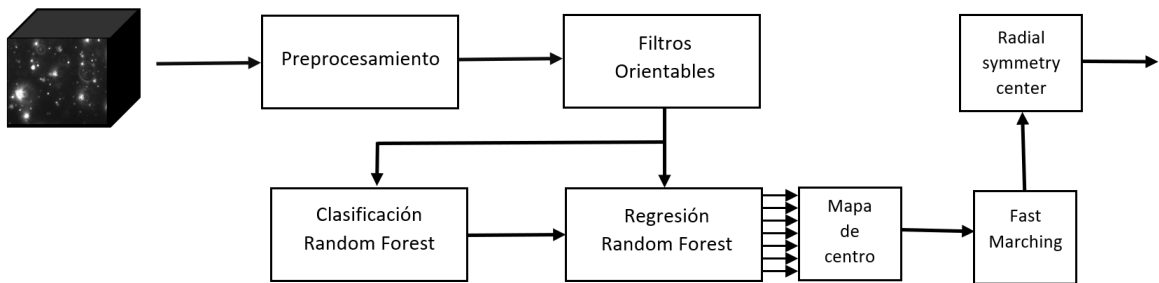 Preprocesamiento
Filtros
Orientables
Radial
symmetry
center
Clasificación
Random Forest
Regresión
Random Forest
Mapa
de
centro
Fast
Marching